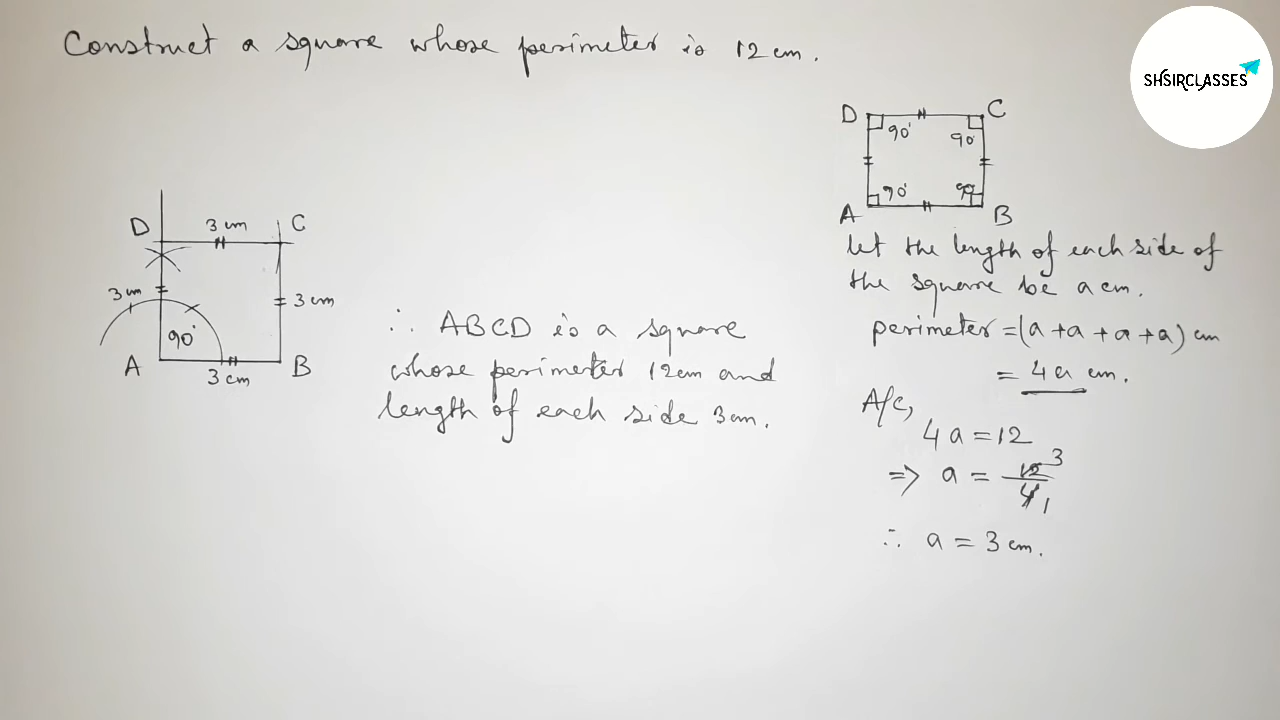 Construct a square whose perimeter is 12 cm.
SHSIRCLASSES
D C
90° 90
90° 90
A B
let the length of each side of
the square be a cm.
perimeter = (a + a + a + a) cm
= 4a cm.
A/C,
4a = 12
⇒ a = 12/4 3 1
∴ a = 3 cm.
D 3 cm C
3 cm 3 cm
90°
A 3 cm B
∴ ABCD is a square
whose perimeter 12cm and
length of each side 3cm.